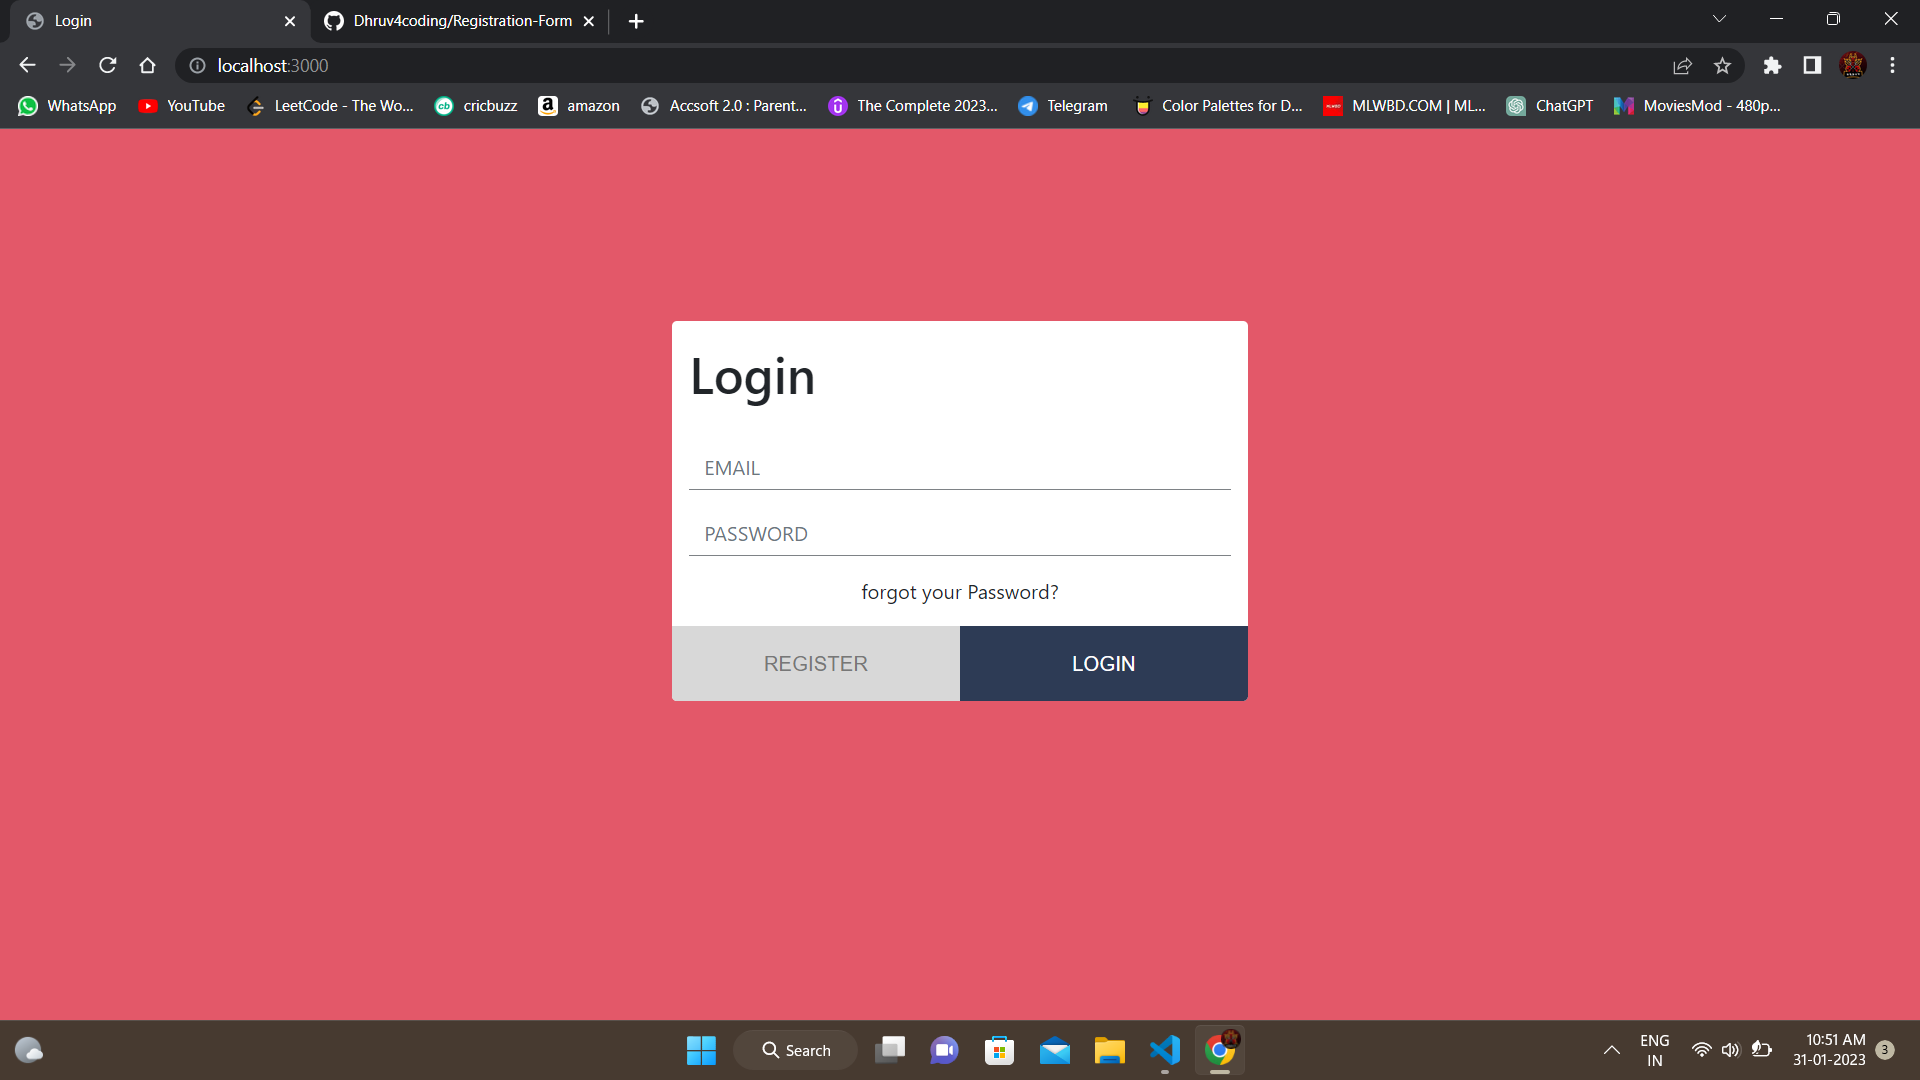 Login
Dhruv4coding/Registration-Form
localhost:3000
WhatsApp
YouTube
LeetCode - The Wo...
cricbuzz
amazon
Accsoft 2.0 : Parent...
The Complete 2023...
Telegram
Color Palettes for D...
MLWBD.COM | ML...
ChatGPT
MoviesMod - 480p...
Login
EMAIL
PASSWORD
forgot your Password?
REGISTER
LOGIN
Search
ENG
IN
10:51 AM
31-01-2023
3